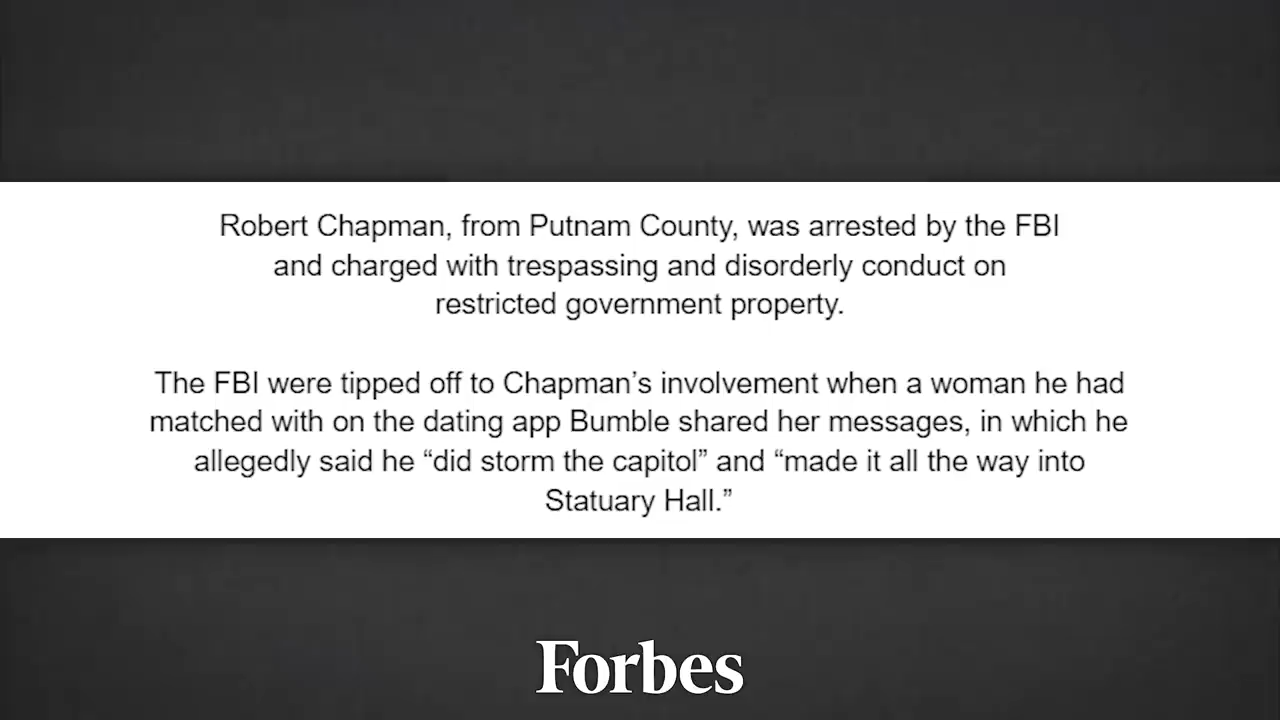 Robert Chapman, from Putnam County, was arrested by the FBI
and charged with trespassing and disorderly conduct on
restricted government property.
The FBI were tipped off to Chapman’s involvement when a woman he had
matched with on the dating app Bumble shared her messages, in which he
allegedly said he “did storm the capitol” and “made it all the way into
Statuary Hall.”
Forbes